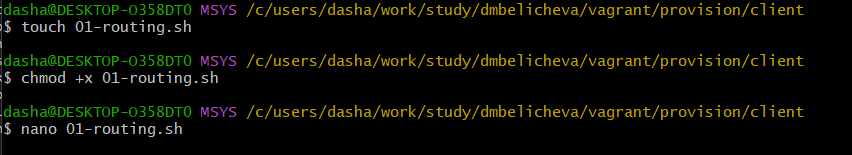 dasha@DESKTOP-O358DT0 MSYS /c/users/dasha/work/study/dmbelicheva/vagrant/provision/client
$ touch 01-routing.sh
dasha@DESKTOP-O358DT0 MSYS /c/users/dasha/work/study/dmbelicheva/vagrant/provision/client
$ chmod +x 01-routing.sh
dasha@DESKTOP-O358DT0 MSYS /c/users/dasha/work/study/dmbelicheva/vagrant/provision/client
$ nano 01-routing.sh